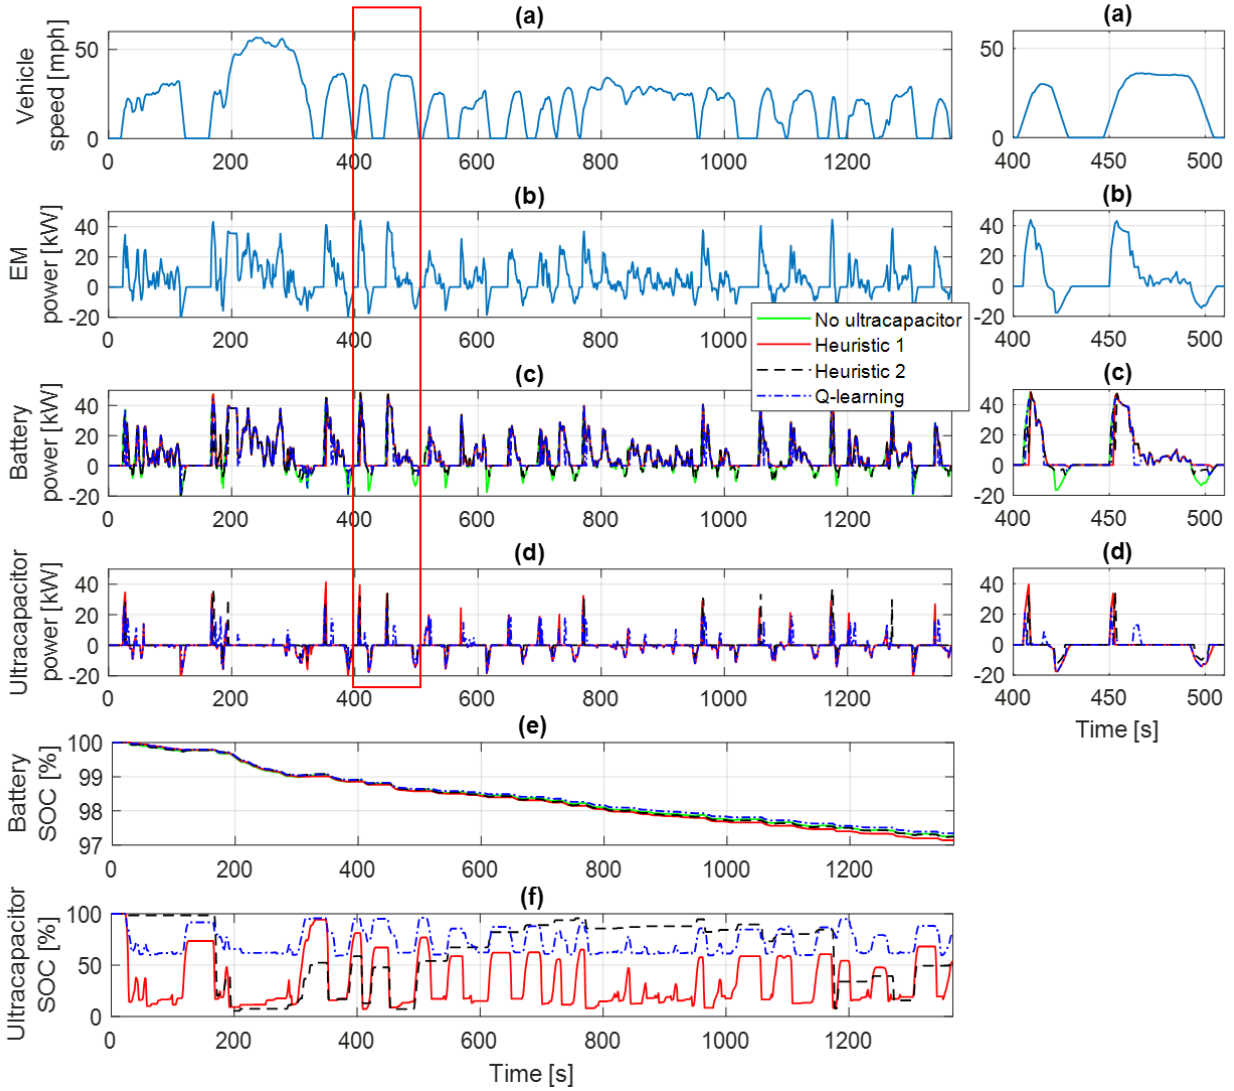 (a)
(a)
Vehicle
speed [mph]
50
0
0 200 400 600 800 1000 1200
50
0
400 450 500
(b)
(b)
EM
power [kW]
40
20
0
-20
0 200 400 600 800 1000 1200
40
20
0
-20
400 450 500
No ultracapacitor
Heuristic 1
Heuristic 2
Q-learning
(c)
(c)
Battery
power [kW]
40
20
0
-20
0 200 400 600 800 1000 1200
40
20
0
-20
400 450 500
(d)
(d)
Ultracapacitor
power [kW]
40
20
0
-20
0 200 400 600 800 1000 1200
40
20
0
-20
400 450 500
Time [s]
(e)
Battery
SOC [%]
100
99
98
97
0 200 400 600 800 1000 1200
(f)
Ultracapacitor
SOC [%]
100
50
0
0 200 400 600 800 1000 1200
Time [s]